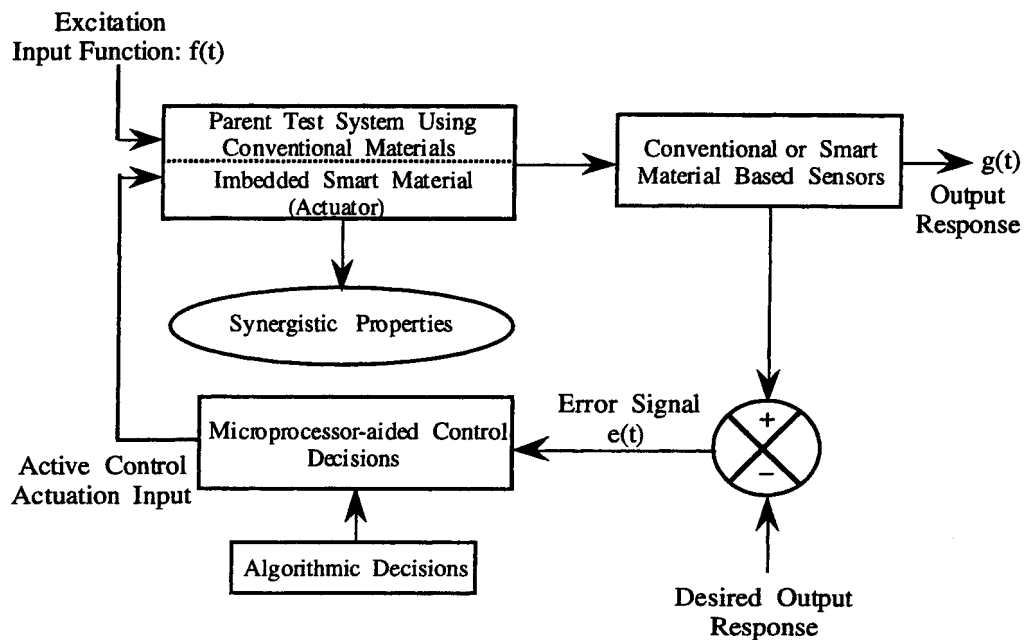 Excitation
Input Function: f(t)
Parent Test System Using
Conventional Materials
Imbedded Smart Material
(Actuator)
Conventional or Smart
Material Based Sensors
g(t)
Output
Response
Synergistic Properties
Error Signal
e(t)
+
−
Microprocessor-aided Control
Decisions
Active Control
Actuation Input
Algorithmic Decisions
Desired Output
Response